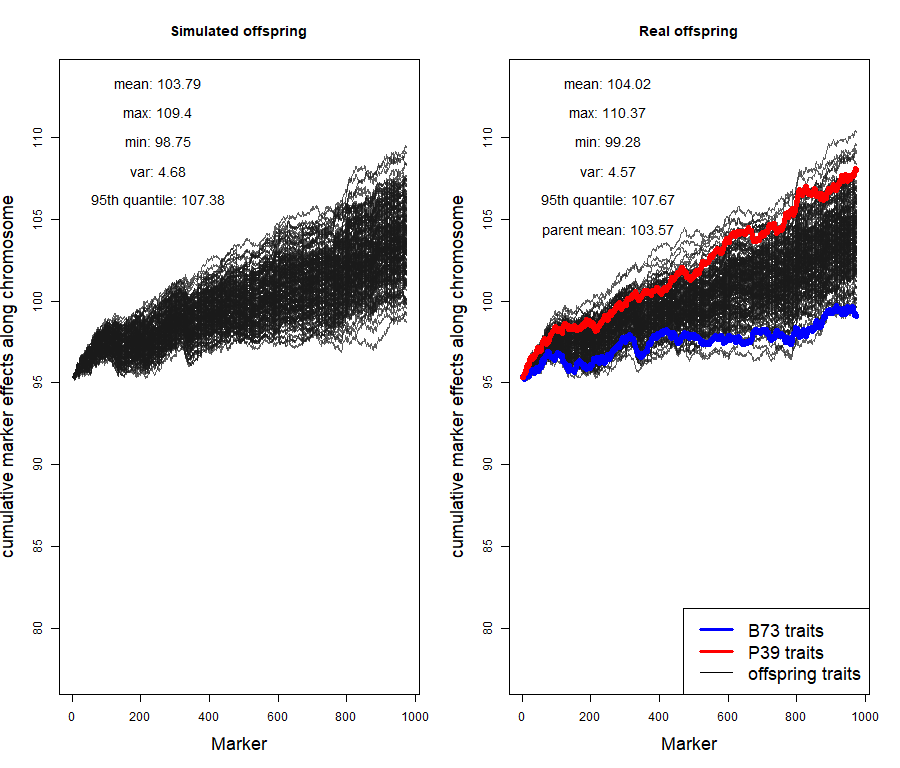 Simulated offspring
mean: 103.79
max: 109.4
min: 98.75
var: 4.68
95th quantile: 107.38
cumulative marker effects along chromosome
110
105
100
95
90
85
80
0 200 400 600 800 1000
Marker
Real offspring
mean: 104.02
max: 110.37
min: 99.28
var: 4.57
95th quantile: 107.67
parent mean: 103.57
cumulative marker effects along chromosome
110
105
100
95
90
85
80
B73 traits
P39 traits
offspring traits
0 200 400 600 800 1000
Marker